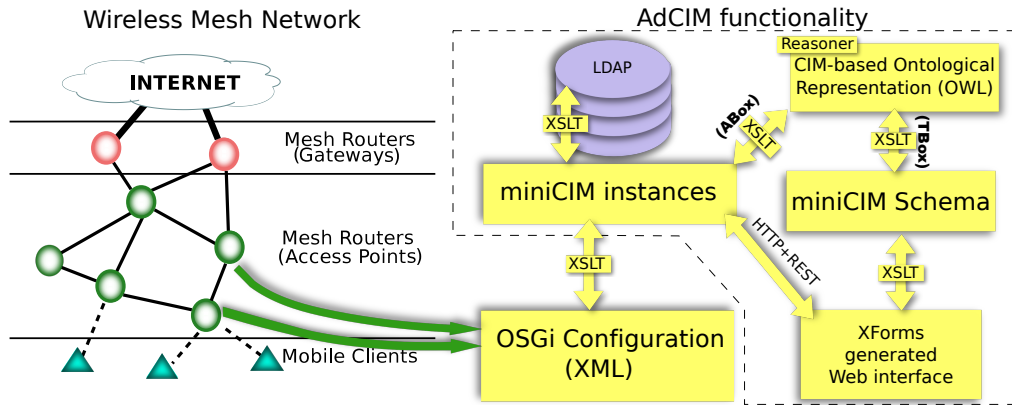 Wireless Mesh Network
INTERNET
Mesh Routers
(Gateways)
Mesh Routers
(Access Points)
Mobile Clients
AdCIM functionality
LDAP
XSLT
Reasoner
CIM-based Ontological
Representation (OWL)
(ABox)
XSLT
XSLT
(TBox)
miniCIM instances
miniCIM Schema
XSLT
HTTP+REST
XSLT
OSGi Configuration
(XML)
XForms
generated
Web interface